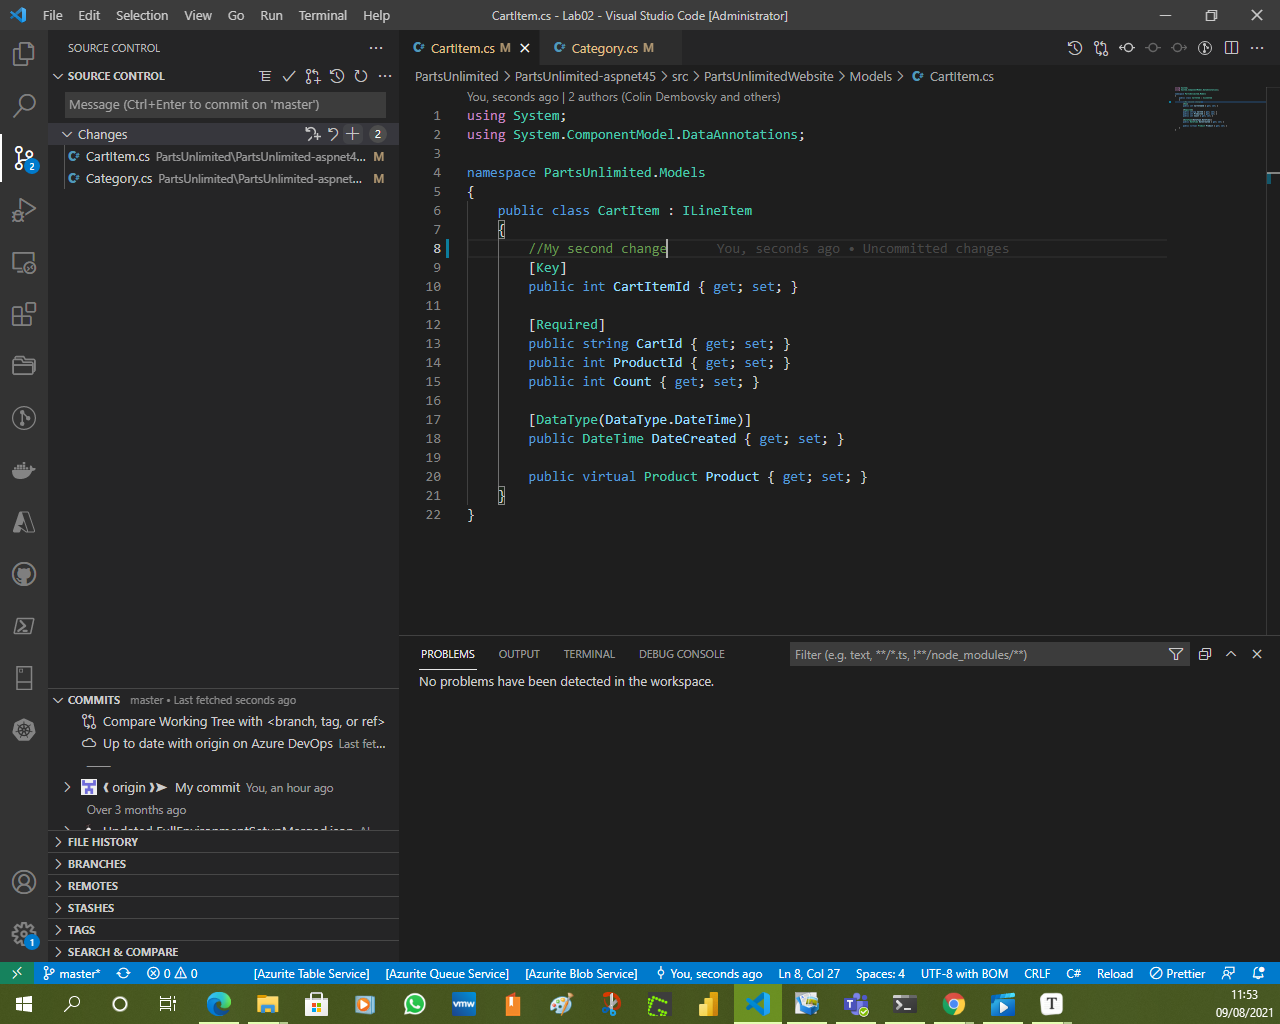 File Edit Selection View Go Run Terminal Help
CartItem.cs - Lab02 - Visual Studio Code [Administrator]
SOURCE CONTROL
SOURCE CONTROL
Message (Ctrl+Enter to commit on 'master')
Changes 2
CartItem.cs PartsUnlimited\PartsUnlimited-aspnet4... M
Category.cs PartsUnlimited\PartsUnlimited-aspnet... M
2
CartItem.cs M
Category.cs M
PartsUnlimited > PartsUnlimited-aspnet45 > src > PartsUnlimitedWebsite > Models > CartItem.cs
You, seconds ago | 2 authors (Colin Dembovsky and others)
1 using System;
2 using System.ComponentModel.DataAnnotations;
3
4 namespace PartsUnlimited.Models
5 {
6 public class CartItem : ILineItem
7 {
8 //My second change You, seconds ago • Uncommitted changes
9 [Key]
10 public int CartItemId { get; set; }
11
12 [Required]
13 public string CartId { get; set; }
14 public int ProductId { get; set; }
15 public int Count { get; set; }
16
17 [DataType(DataType.DateTime)]
18 public DateTime DateCreated { get; set; }
19
20 public virtual Product Product { get; set; }
21 }
22 }
PROBLEMS OUTPUT TERMINAL DEBUG CONSOLE
Filter (e.g. text, **/*.ts, !**/node_modules/**)
No problems have been detected in the workspace.
COMMITS master • Last fetched seconds ago
Compare Working Tree with <branch, tag, or ref>
Up to date with origin on Azure DevOps Last fet...
origin My commit You, an hour ago
Over 3 months ago
Updated FullEnvironmentSetupMerged.json
FILE HISTORY
BRANCHES
REMOTES
STASHES
TAGS
SEARCH & COMPARE
1
master* 0 0 [Azurite Table Service] [Azurite Queue Service] [Azurite Blob Service] You, seconds ago Ln 8, Col 27 Spaces: 4 UTF-8 with BOM CRLF C# Reload Prettier
vmw
T
11:53
09/08/2021